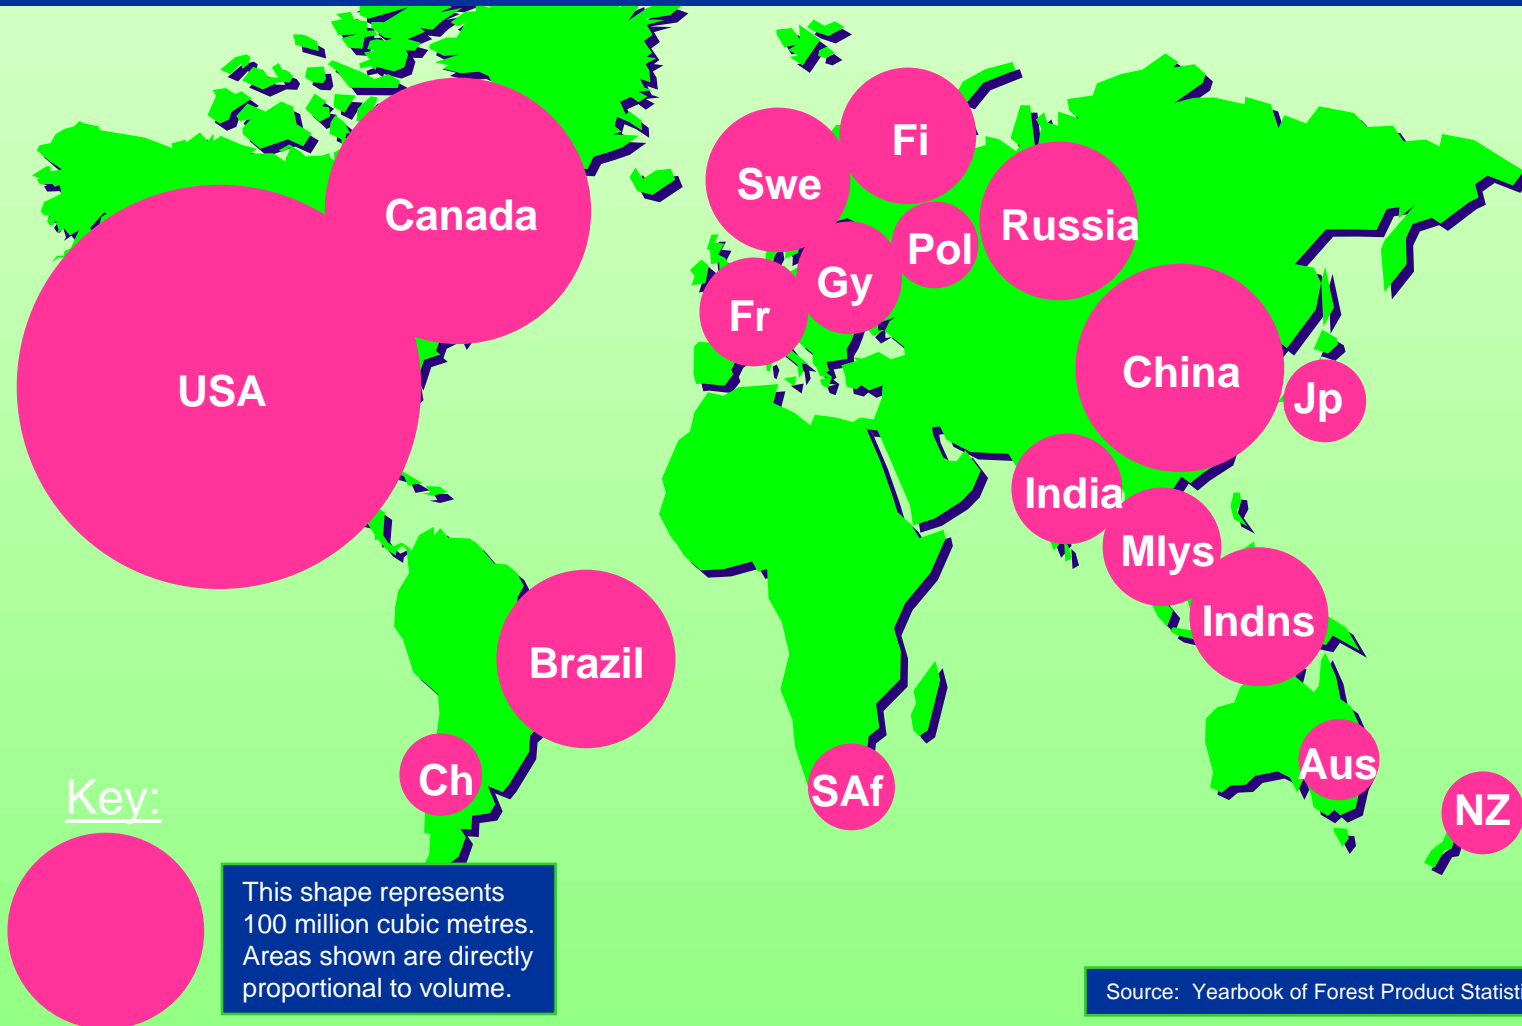 Fi
Swe
Canada
Russia
Pol
Gy
Fr
China
USA
Jp
India
Mlys
Indns
Brazil
Aus
Ch
SAf
NZ
Key:
This shape represents
100 million cubic metres.
Areas shown are directly
proportional to volume.
Source: Yearbook of Forest Product